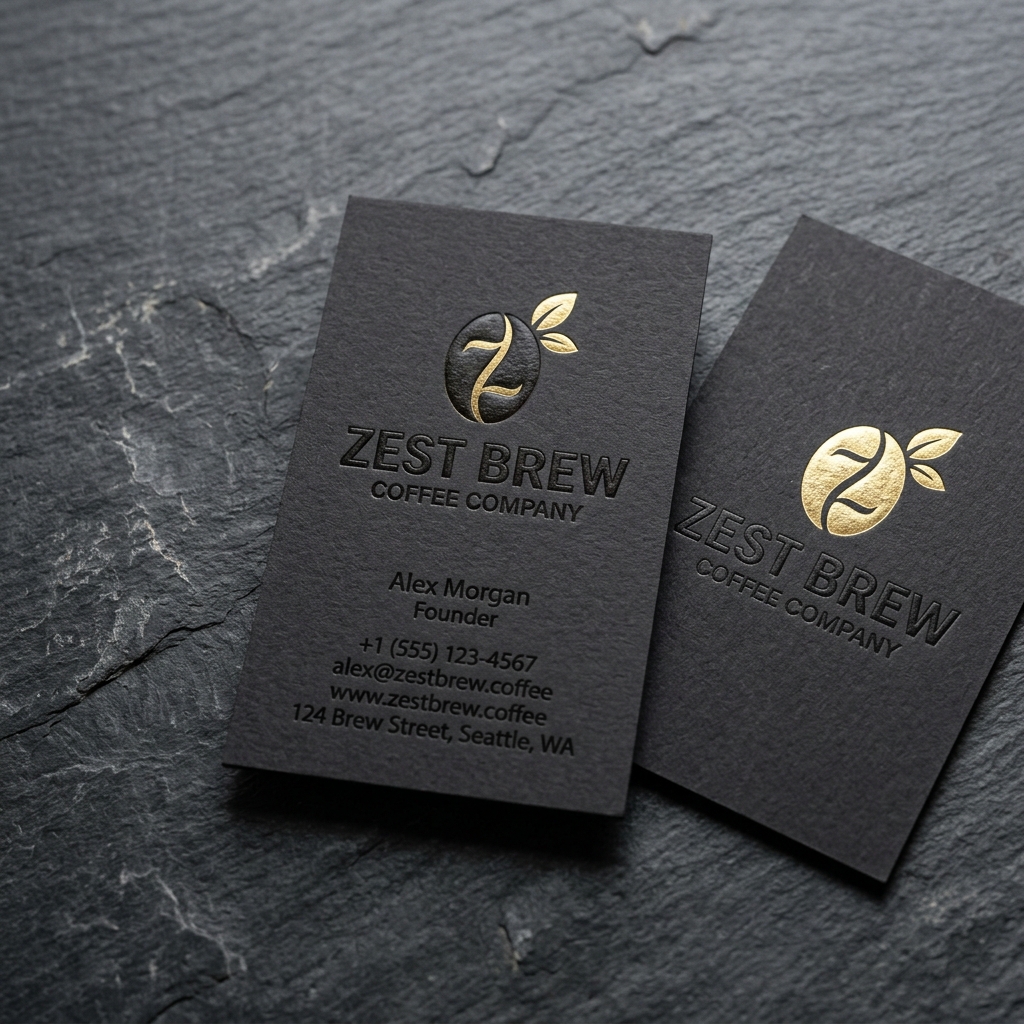 ZEST BREW
COFFEE COMPANY
Alex Morgan
Founder
+1 (555) 123-4567
alex@zestbrew.coffee
www.zestbrew.coffee
124 Brew Street, Seattle, WA
ZEST BREW
COFFEE COMPANY